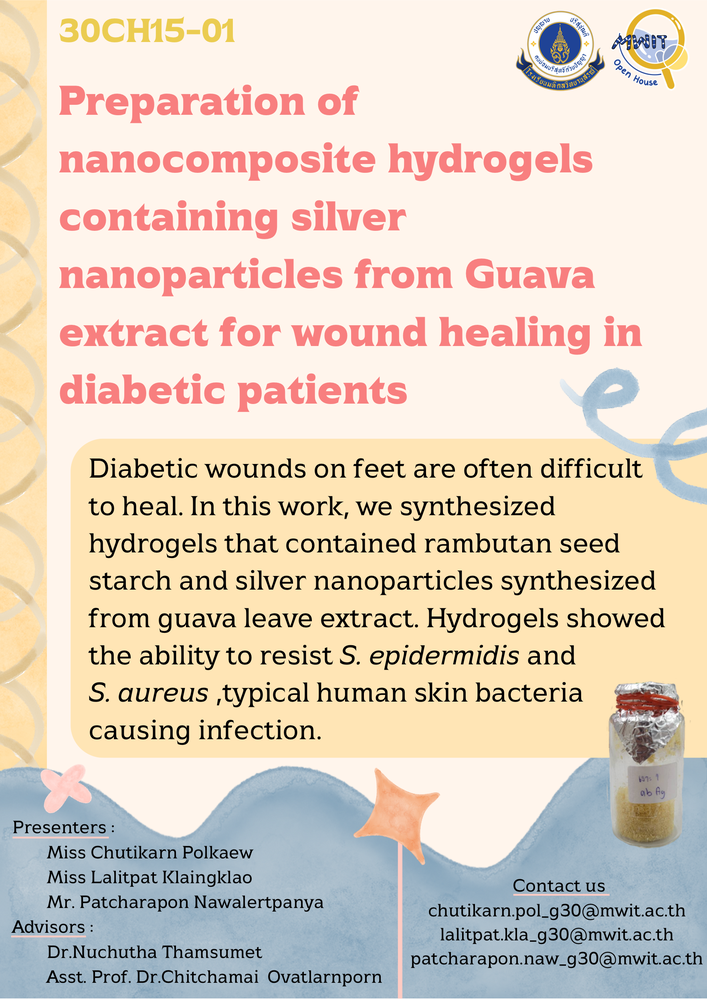 30CH15-01
MWIT
Open House
Preparation of
nanocomposite hydrogels
containing silver
nanoparticles from Guava
extract for wound healing in
diabetic patients
Diabetic wounds on feet are often difficult
to heal. In this work, we synthesized
hydrogels that contained rambutan seed
starch and silver nanoparticles synthesized
from guava leave extract. Hydrogels showed
the ability to resist S. epidermidis and
S. aureus ,typical human skin bacteria
causing infection.
Presenters :
Miss Chutikarn Polkaew
Miss Lalitpat Klaingklao
Mr. Patcharapon Nawalertpanya
Advisors :
Dr.Nuchutha Thamsumet
Asst. Prof. Dr.Chitchamai Ovatlarnporn
Contact us
chutikarn.pol_g30@mwit.ac.th
lalitpat.kla_g30@mwit.ac.th
patcharapon.naw_g30@mwit.ac.th